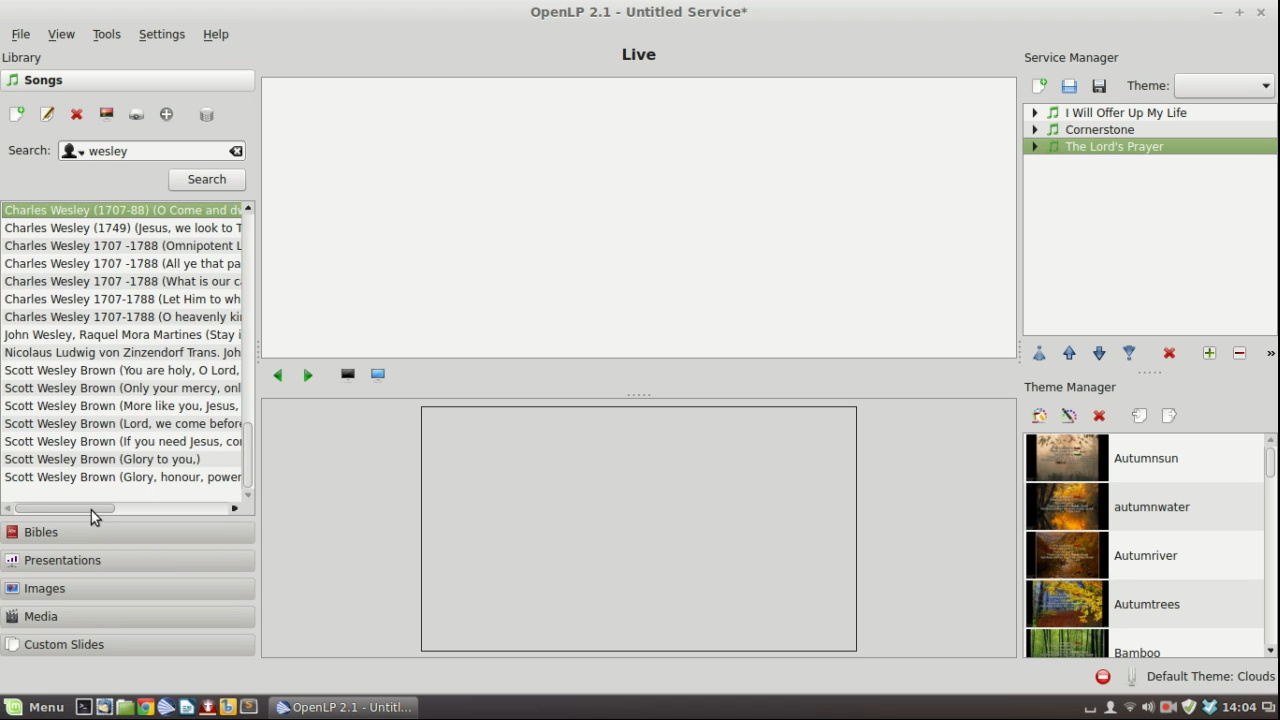 OpenLP 2.1 - Untitled Service*
File View Tools Settings Help
Library
Songs
Search: wesley
Search
Charles Wesley (1707-88) (O Come and d
Charles Wesley (1749) (Jesus, we look to T
Charles Wesley 1707 -1788 (Omnipotent L
Charles Wesley 1707 -1788 (All ye that pa
Charles Wesley 1707 -1788 (What is our c
Charles Wesley 1707-1788 (Let Him to wh
Charles Wesley 1707-1788 (O heavenly ki
John Wesley, Raquel Mora Martines (Stay i
Nicolaus Ludwig von Zinzendorf Trans. Joh
Scott Wesley Brown (You are holy, O Lord,
Scott Wesley Brown (Only your mercy, onl
Scott Wesley Brown (More like you, Jesus,
Scott Wesley Brown (Lord, we come before
Scott Wesley Brown (If you need Jesus, co
Scott Wesley Brown (Glory to you,)
Scott Wesley Brown (Glory, honour, power
Bibles
Presentations
Images
Media
Custom Slides
Live
Service Manager
Theme:
I Will Offer Up My Life
Cornerstone
The Lord's Prayer
»
Theme Manager
Autumnsun
autumnwater
Autumriver
Autumtrees
Bamboo
Default Theme: Clouds
Menu OpenLP 2.1 - Untitl... 14:04